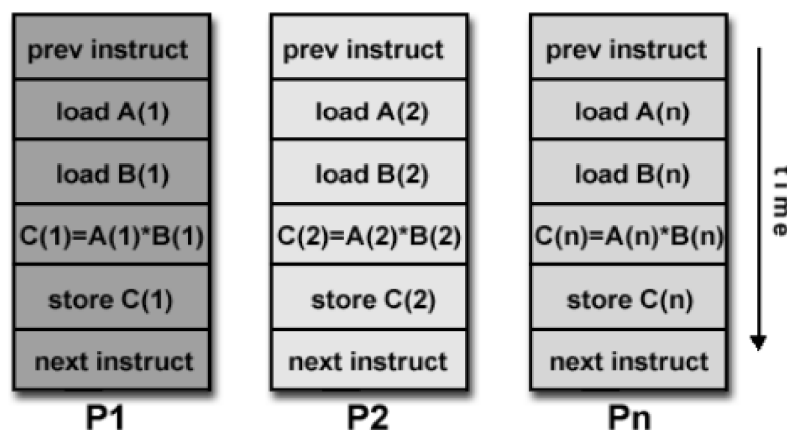 prev instruct
load A(1)
load B(1)
C(1)=A(1)*B(1)
store C(1)
next instruct
P1
prev instruct
load A(2)
load B(2)
C(2)=A(2)*B(2)
store C(2)
next instruct
P2
prev instruct
load A(n)
load B(n)
C(n)=A(n)*B(n)
store C(n)
next instruct
Pn
time